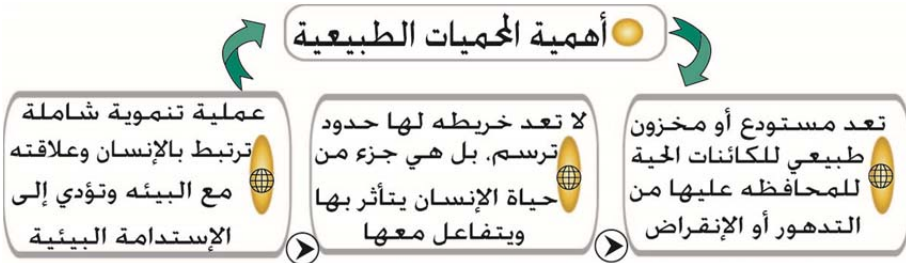 أهمية المحميات الطبيعية
تعد مستودع أو مخزون
طبيعي للكائنات الحية
للمحافظه عليها من
التدهور أو الإنقراض
لا تعد خريطه لها حدود
ترسم، بل هي جزء من
حياة الإنسان يتأثر بها
ويتفاعل معها
عملية تنموية شاملة
ترتبط بالإنسان وعلاقته
مع البيئه وتؤدي إلى
الإستدامة البيئية